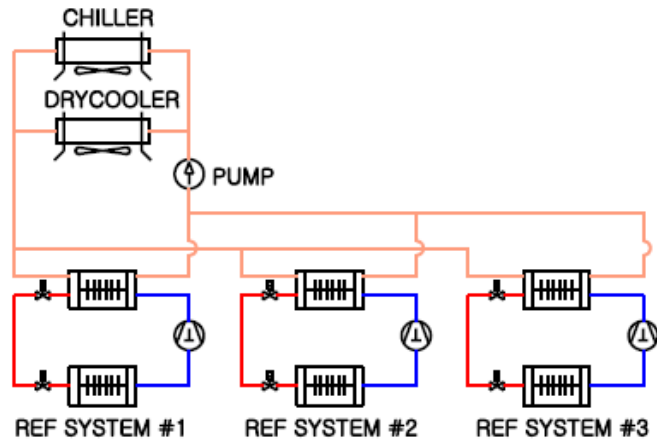 CHILLER
DRYCOOLER
PUMP
REF SYSTEM #1
REF SYSTEM #2
REF SYSTEM #3